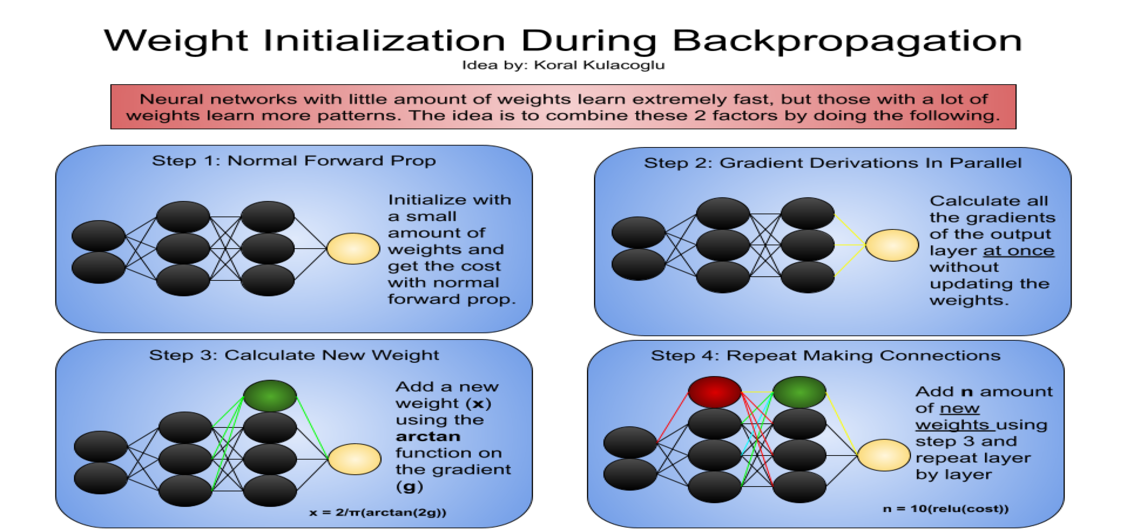 Weight Initialization During Backpropagation
Idea by: Koral Kulacoglu
Neural networks with little amount of weights learn extremely fast, but those with a lot of
weights learn more patterns. The idea is to combine these 2 factors by doing the following.
Step 1: Normal Forward Prop
Initialize with
a small
amount of
weights and
get the cost
with normal
forward prop.
Step 2: Gradient Derivations In Parallel
Calculate all
the gradients
of the output
layer at once
without
updating the
weights.
Step 3: Calculate New Weight
Add a new
weight (x)
using the
arctan
function on
the gradient
(g)
x = 2/π(arctan(2g))
Step 4: Repeat Making Connections
Add n amount
of new
weights using
step 3 and
repeat layer
by layer
n = 10(relu(cost))